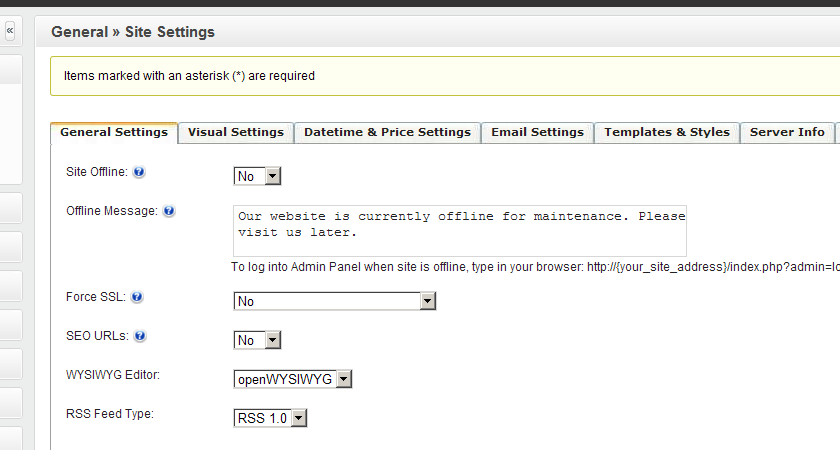 «
General » Site Settings
Items marked with an asterisk (*) are required
General Settings
Visual Settings
Datetime & Price Settings
Email Settings
Templates & Styles
Server Info
Site Offline: ?
No
Offline Message: ?
Our website is currently offline for maintenance. Please
visit us later.
To log into Admin Panel when site is offline, type in your browser: http://{your_site_address}/index.php?admin=lo
Force SSL: ?
No
SEO URLs: ?
No
WYSIWYG Editor:
openWYSIWYG
RSS Feed Type:
RSS 1.0